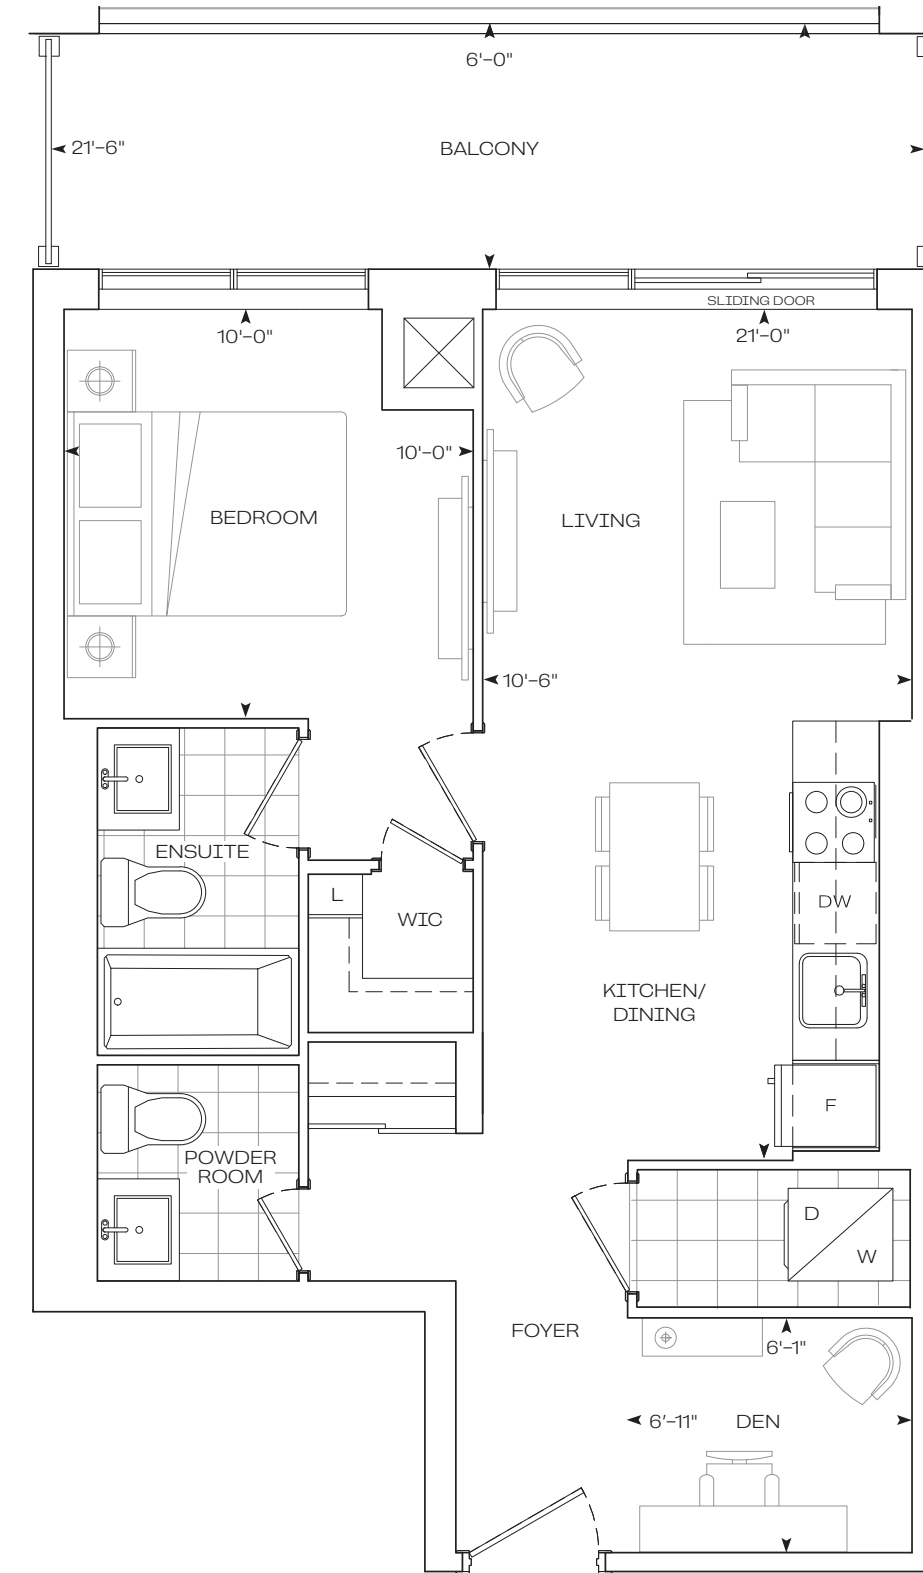 6'-0"
21'-6"
BALCONY
SLIDING DOOR
10'-0"
21'-0"
10'-0"
BEDROOM
LIVING
10'-6"
ENSUITE
L
WIC
DW
KITCHEN/
DINING
F
POWDER
ROOM
D
W
FOYER
6'-1"
6'-11"
DEN